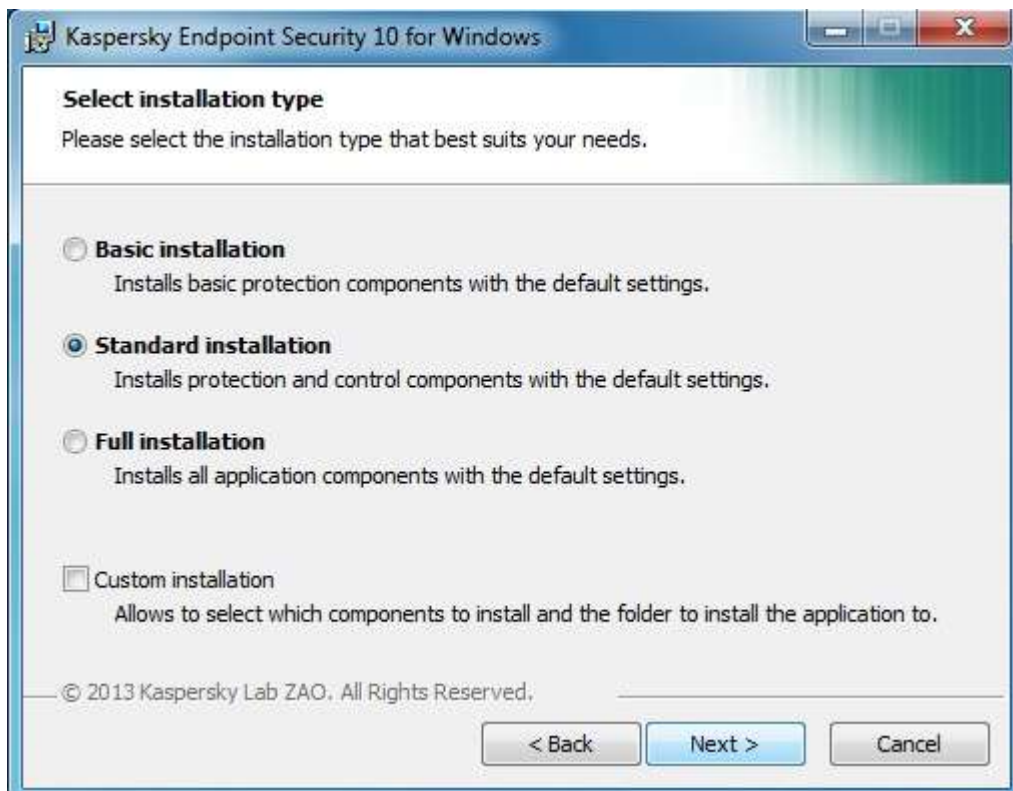 Kaspersky Endpoint Security 10 for Windows
Select installation type
Please select the installation type that best suits your needs.
Basic installation
Installs basic protection components with the default settings.
Standard installation
Installs protection and control components with the default settings.
Full installation
Installs all application components with the default settings.
Custom installation
Allows to select which components to install and the folder to install the application to.
© 2013 Kaspersky Lab ZAO. All Rights Reserved.
< Back Next > Cancel